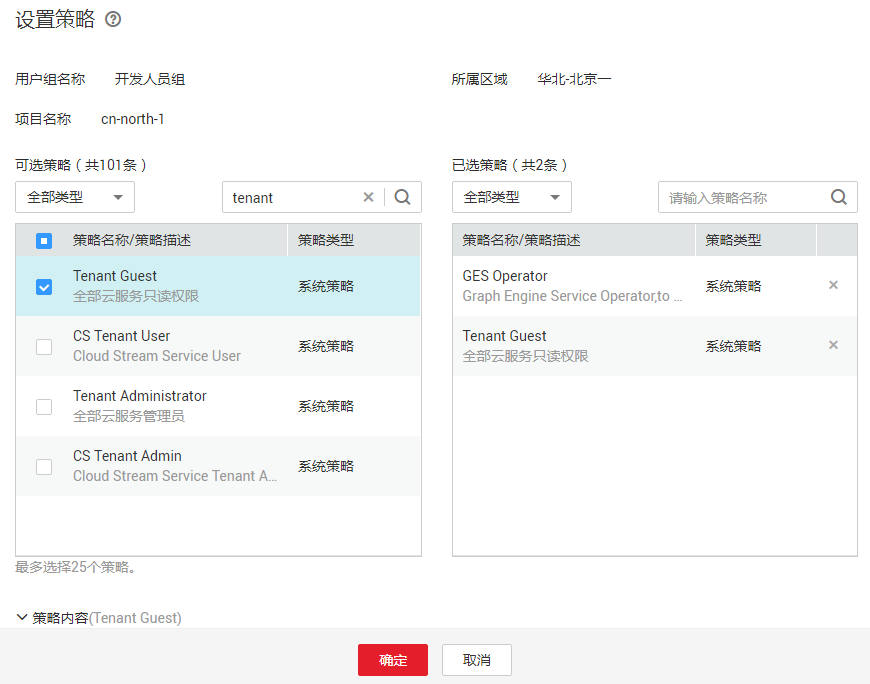 设置策略
用户组名称 开发人员组 所属区域 华北-北京一
项目名称 cn-north-1
可选策略（共101条） 已选策略（共2条）
全部类型 tenant 全部类型 请输入策略名称
策略名称/策略描述 策略类型 策略名称/策略描述 策略类型
Tenant Guest
全部云服务只读权限
系统策略
CS Tenant User
Cloud Stream Service User
系统策略
Tenant Administrator
全部云服务管理员
系统策略
CS Tenant Admin
Cloud Stream Service Tenant A...
系统策略
GES Operator
Graph Engine Service Operator,to ...
系统策略
Tenant Guest
全部云服务只读权限
系统策略
最多选择25个策略。
策略内容(Tenant Guest)
确定 取消